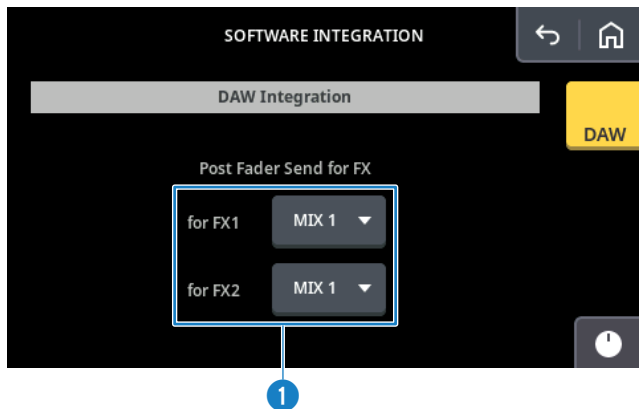 SOFTWARE INTEGRATION
DAW Integration
DAW
Post Fader Send for FX
for FX1 MIX 1
for FX2 MIX 1
1